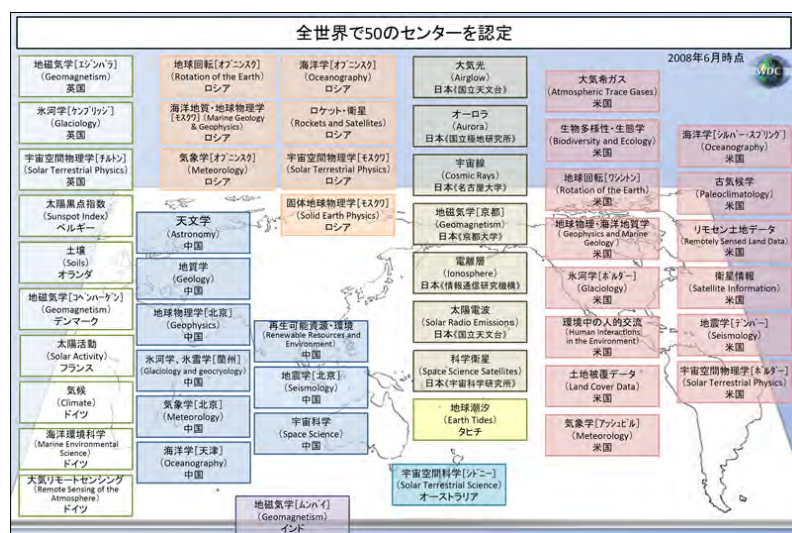 全世界で50のセンターを認定
2008年6月時点
WDC
地磁気学[エジンバラ]
(Geomagnetism)
英国
氷河学[ケンブリッジ]
(Glaciology)
英国
宇宙空間物理学[チルトン]
(Solar Terrestrial Physics)
英国
太陽黒点指数
(Sunspot Index)
ベルギー
土壌
(Soils)
オランダ
地磁気学[コペンハーゲン]
(Geomagnetism)
デンマーク
太陽活動
(Solar Activity)
フランス
気候
(Climate)
ドイツ
海洋環境科学
(Marine Environmental
Science)
ドイツ
大気リモートセンシング
(Remote Sensing of the
Atmosphere)
ドイツ
地球回転[オブニンスク]
(Rotation of the Earth)
ロシア
海洋地質・地球物理学
[モスクワ] (Marine Geology
& Geophysics)
ロシア
気象学[オブニンスク]
(Meteorology)
ロシア
天文学
(Astronomy)
中国
地質学
(Geology)
中国
地球物理学[北京]
(Geophysics)
中国
氷河学、氷雪学[蘭州]
(Glaciology and geocryology)
中国
気象学[北京]
(Meteorology)
中国
海洋学[天津]
(Oceanography)
中国
海洋学[オブニンスク]
(Oceanography)
ロシア
ロケット・衛星
(Rockets and Satellites)
ロシア
宇宙空間物理学[モスクワ]
(Solar Terrestrial Physics)
ロシア
固体地球物理学[モスクワ]
(Solid Earth Physics)
ロシア
再生可能資源・環境
(Renewable Resources and
Environment)
中国
地震学[北京]
(Seismology)
中国
宇宙科学
(Space Science)
中国
地磁気学[ムンバイ]
(Geomagnetism)
インド
大気光
(Airglow)
日本(国立天文台)
オーロラ
(Aurora)
日本(国立極地研究所)
宇宙線
(Cosmic Rays)
日本(名古屋大学)
地磁気学[京都]
(Geomagnetism)
日本(京都大学)
電離層
(Ionosphere)
日本(情報通信研究機構)
太陽電波
(Solar Radio Emissions)
日本(国立天文台)
科学衛星
(Space Science Satellites)
日本(宇宙科学研究所)
地球潮汐
(Earth Tides)
タヒチ
宇宙空間科学[シドニー]
(Solar Terrestrial Science)
オーストラリア
大気希ガス
(Atmospheric Trace Gases)
米国
生物多様性・生態学
(Biodiversity and Ecology)
米国
地球回転[ワシントン]
(Rotation of the Earth)
米国
地球物理・海洋地質学
(Geophysics and Marine
Geology)
米国
氷河学[ボルダー]
(Glaciology)
米国
環境中の人的交流
(Human Interactions
in the Environment)
米国
土地被覆データ
(Land Cover Data)
米国
気象学[アッシュビル]
(Meteorology)
米国
海洋学[シルバー・スプリング]
(Oceanography)
米国
古気候学
(Paleoclimatology)
米国
リモセン土地データ
(Remotely Sensed Land Data)
米国
衛星情報
(Satellite Information)
米国
地震学[デンバー]
(Seismology)
米国
宇宙空間物理学[ボルダー]
(Solar Terrestrial Physics)
米国